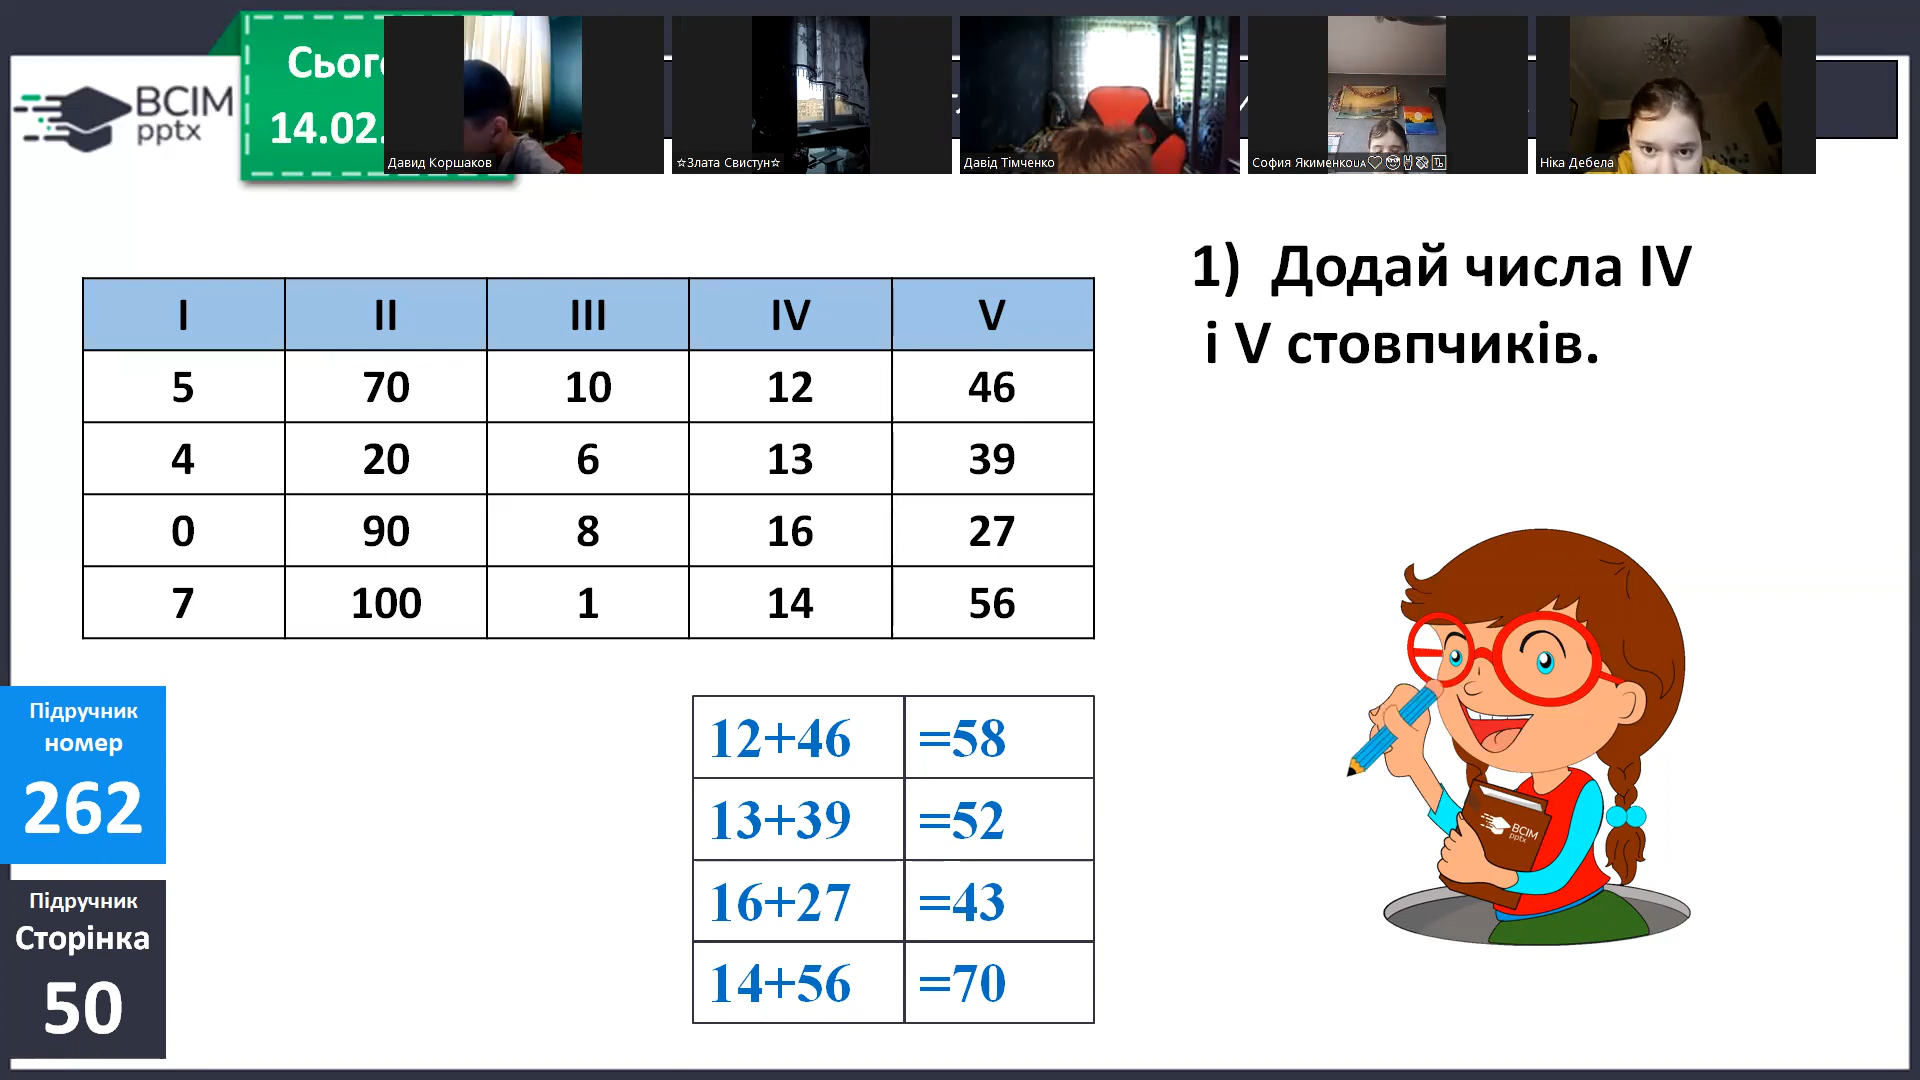 BCIM
pptx
14.02.
Давид Коршаков
☆Злата Свистун☆
Давід Тімченко
София Якименко
Ніка Дебела
1) Додай числа IV
і V стовпчиків.
I II III IV V
5 70 10 12 46
4 20 6 13 39
0 90 8 16 27
7 100 1 14 56
12+46 =58
13+39 =52
16+27 =43
14+56 =70
Підручник
номер
262
Підручник
Сторінка
50
BCIM
pptx